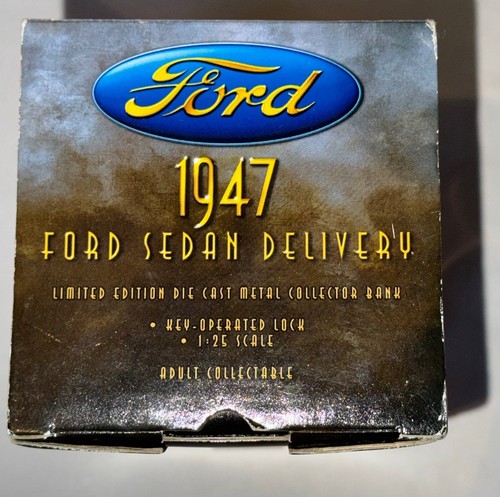 Ford
1947
FORD SEDAN DELIVERY
LIMITED EDITION DIE CAST METAL COLLECTOR BANK
• KEY-OPERATED LOCK
• 1:25 SCALE
ADULT COLLECTABLE